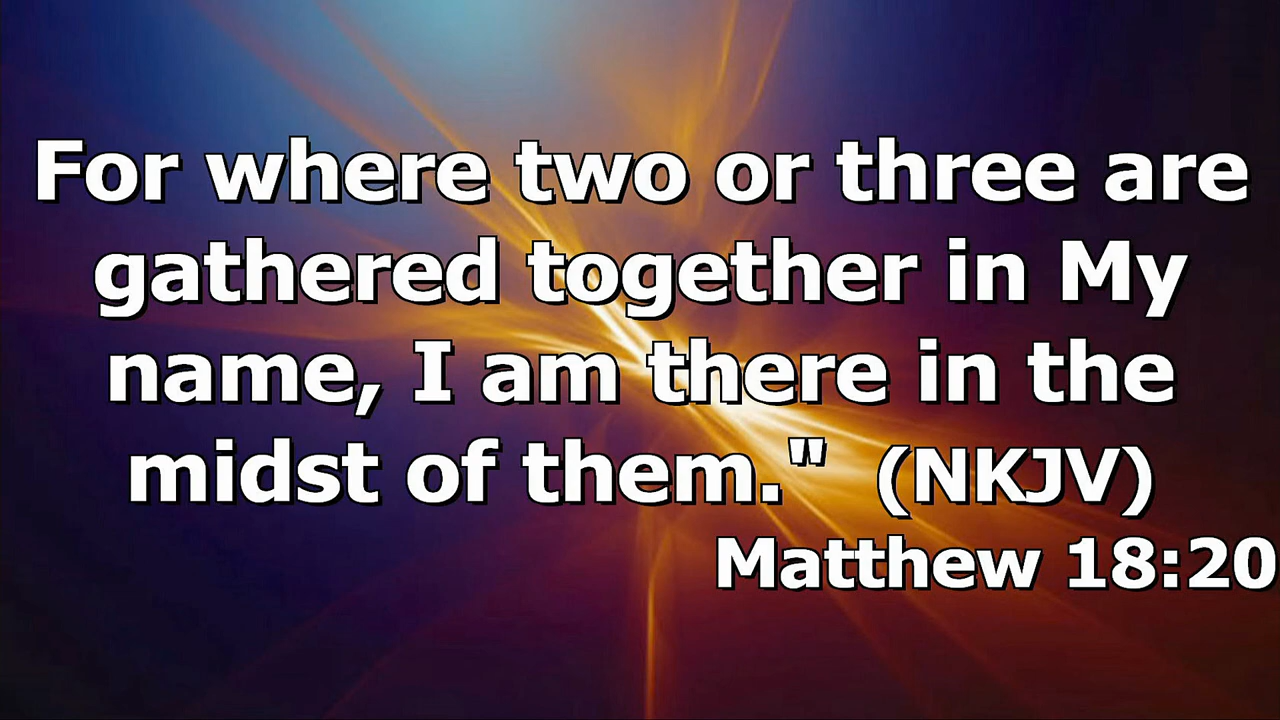 For where two or three are
gathered together in My
name, I am there in the
midst of them." (NKJV)
Matthew 18:20